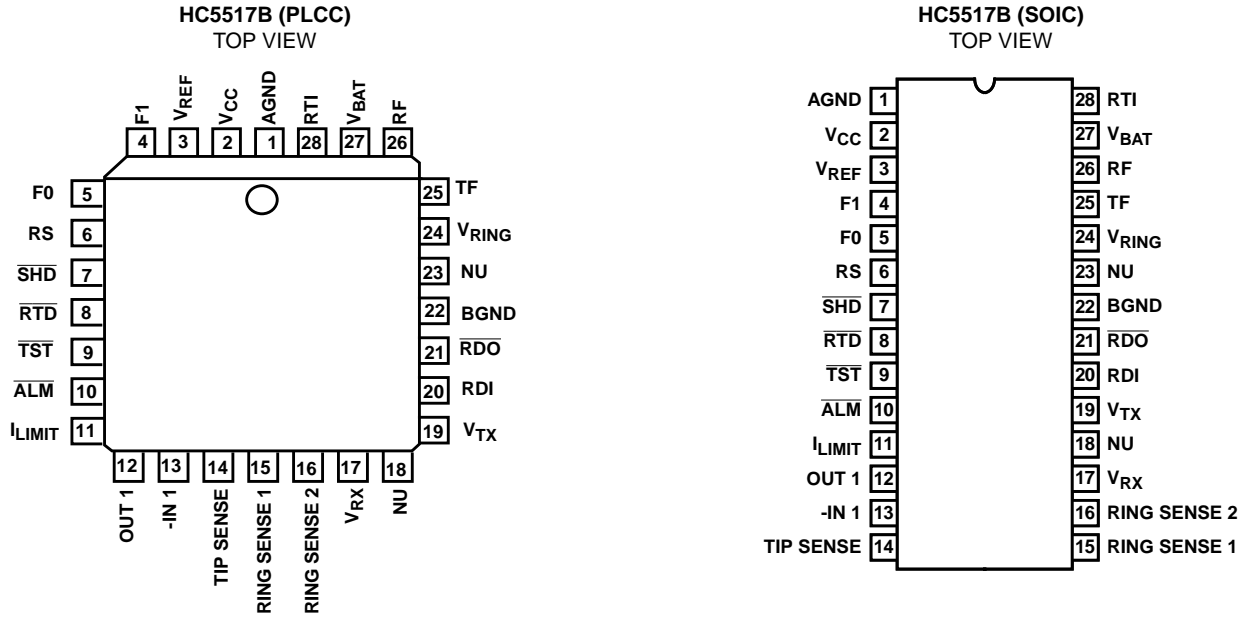 HC5517B (PLCC)
TOP VIEW
F1
VREF
VCC
AGND
RTI
VBAT
RF
4 3 2 1 28 27 26
F0 5
RS 6
SHD 7
RTD 8
TST 9
ALM 10
ILIMIT 11
25 TF
24 VRING
23 NU
22 BGND
21 RDO
20 RDI
19 VTX
12 13 14 15 16 17 18
OUT 1
-IN 1
TIP SENSE
RING SENSE 1
RING SENSE 2
VRX
NU
HC5517B (SOIC)
TOP VIEW
AGND 1
VCC 2
VREF 3
F1 4
F0 5
RS 6
SHD 7
RTD 8
TST 9
ALM 10
ILIMIT 11
OUT 1 12
-IN 1 13
TIP SENSE 14
28 RTI
27 VBAT
26 RF
25 TF
24 VRING
23 NU
22 BGND
21 RDO
20 RDI
19 VTX
18 NU
17 VRX
16 RING SENSE 2
15 RING SENSE 1